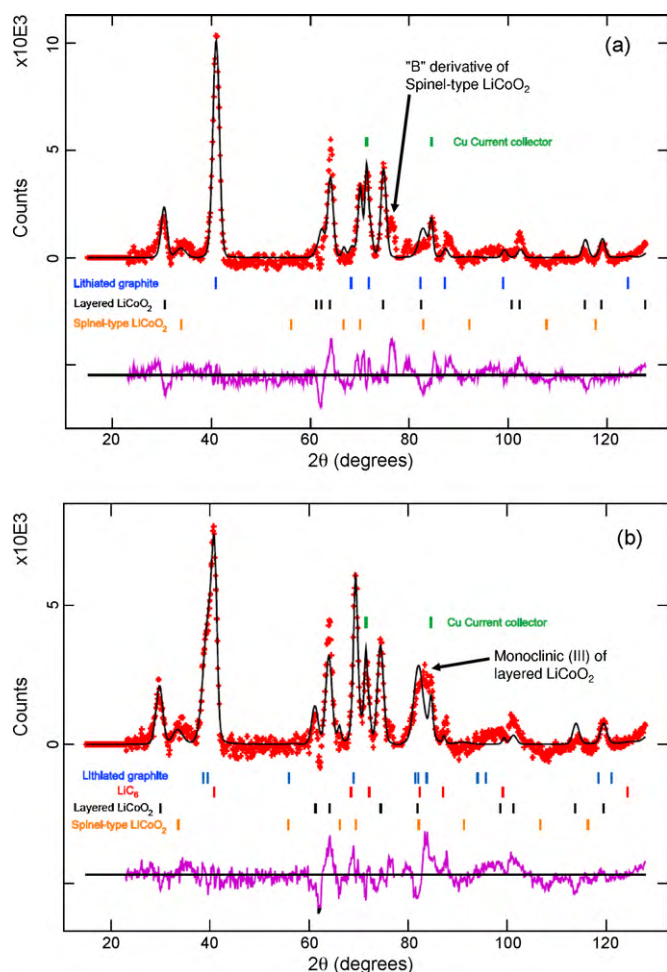 x10E3
(a)
10
"B" derivative of
Spinel-type LiCoO₂
Cu Current collector
5
Counts
0
Lithiated graphite
Layered LiCoO₂
Spinel-type LiCoO₂
20 40 60 80 100 120
2θ (degrees)
x10E3
(b)
5
Cu Current collector
Monoclinic (III) of
layered LiCoO₂
Counts
0
Lithiated graphite
LiC₆
Layered LiCoO₂
Spinel-type LiCoO₂
20 40 60 80 100 120
2θ (degrees)